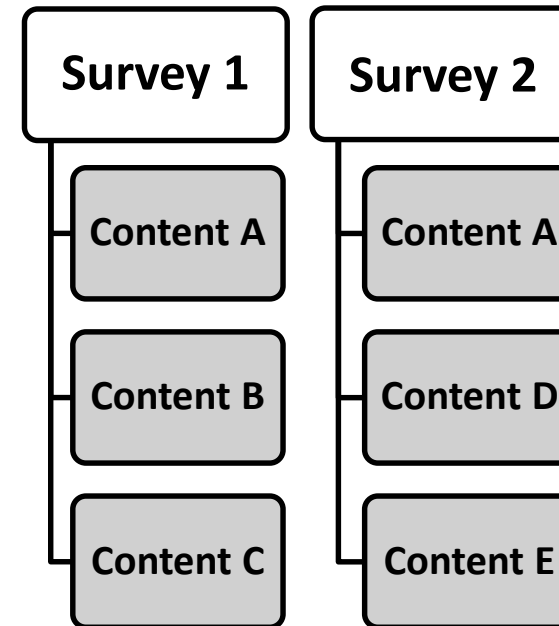 Survey 1
Content A
Content B
Content C
Survey 2
Content A
Content D
Content E